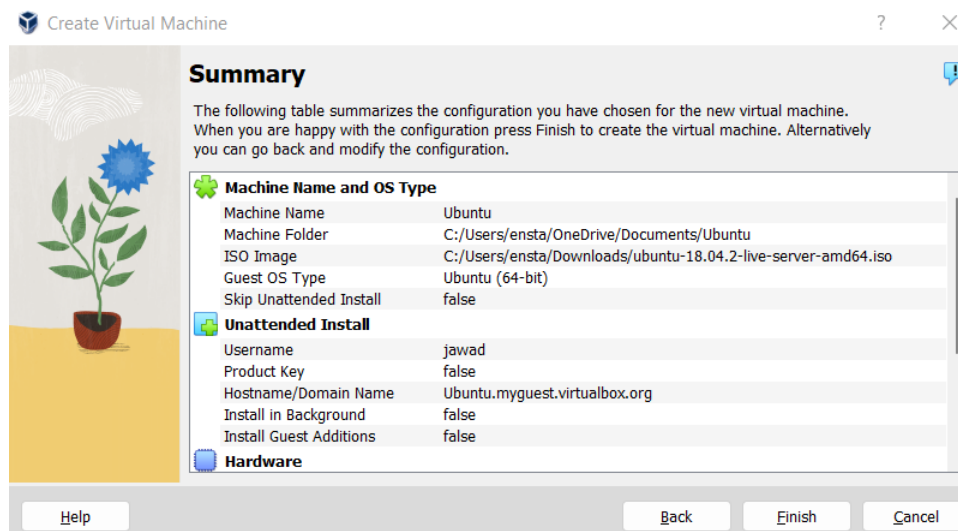 Create Virtual Machine
?
Summary
The following table summarizes the configuration you have chosen for the new virtual machine.
When you are happy with the configuration press Finish to create the virtual machine. Alternatively
you can go back and modify the configuration.
Machine Name and OS Type
Machine Name Ubuntu
Machine Folder C:/Users/ensta/OneDrive/Documents/Ubuntu
ISO Image C:/Users/ensta/Downloads/ubuntu-18.04.2-live-server-amd64.iso
Guest OS Type Ubuntu (64-bit)
Skip Unattended Install false
Unattended Install
Username jawad
Product Key false
Hostname/Domain Name Ubuntu.myguest.virtualbox.org
Install in Background false
Install Guest Additions false
Hardware
Help Back Finish Cancel